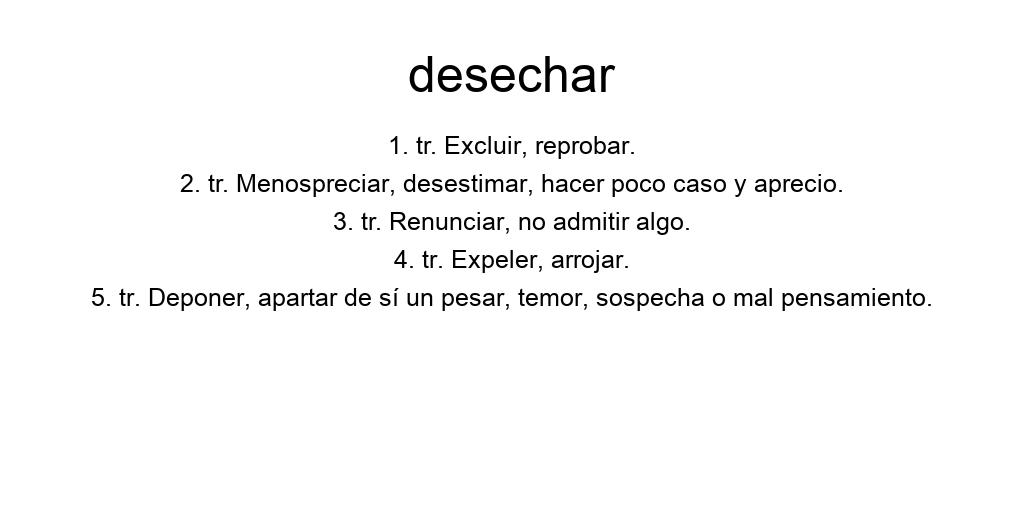 desechar
1. tr. Excluir, reprobar.
2. tr. Menospreciar, desestimar, hacer poco caso y aprecio.
3. tr. Renunciar, no admitir algo.
4. tr. Expeler, arrojar.
5. tr. Deponer, apartar de sí un pesar, temor, sospecha o mal pensamiento.